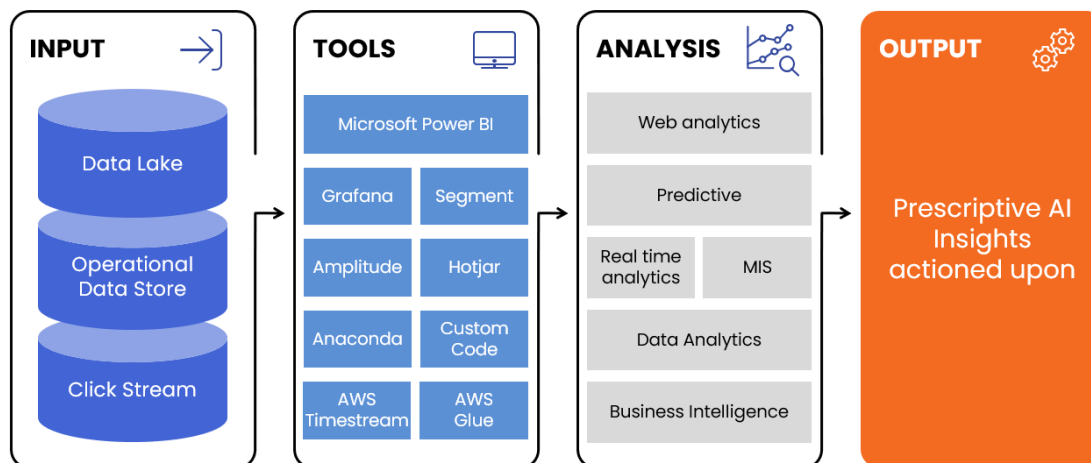 INPUT
Data Lake
Operational
Data Store
Click Stream
TOOLS
Microsoft Power BI
Grafana
Segment
Amplitude
Hotjar
Anaconda
Custom
Code
AWS
Timestream
AWS
Glue
ANALYSIS
Web analytics
Predictive
Real time
analytics
MIS
Data Analytics
Business Intelligence
OUTPUT
Prescriptive AI
Insights
actioned upon